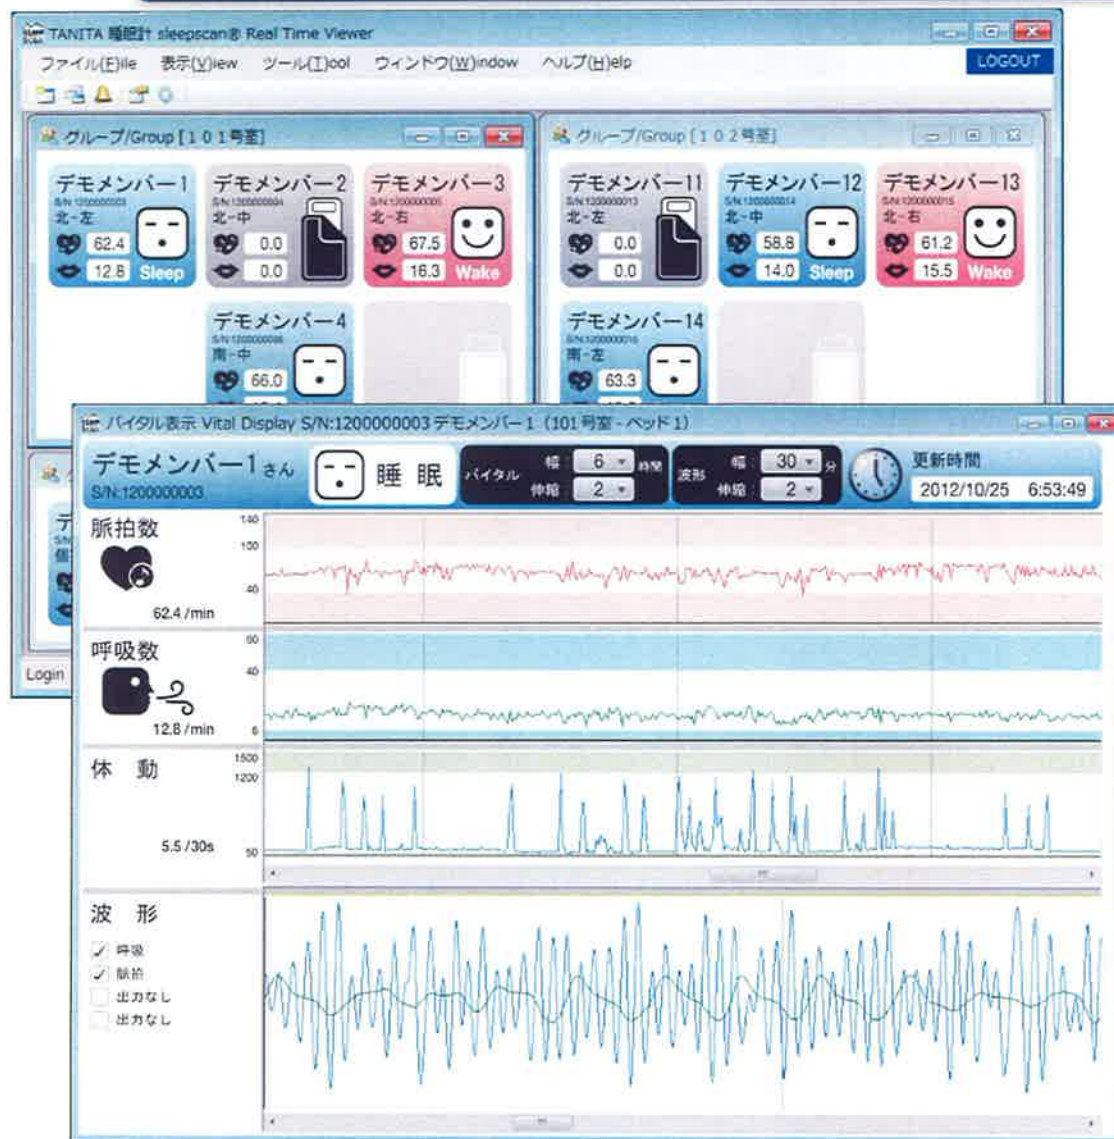 TANITA 睡眠計 sleepscan® Real Time Viewer
ファイル(F)ile 表示(V)iew ツール(T)ool ウィンドウ(W)indow ヘルプ(H)elp LOGOUT
グループ/Group [101号室]
デモメンバー1
S/N:1200000003
北-左
62.4
12.8 Sleep
デモメンバー2
S/N:1200000004
北-中
0.0
0.0
デモメンバー3
S/N:1200000005
北-右
67.5
16.3 Wake
デモメンバー4
南-中
66.0
グループ/Group [102号室]
デモメンバー11
S/N:1200000013
北-左
0.0
0.0
デモメンバー12
S/N:1200000014
北-中
58.8
14.0 Sleep
デモメンバー13
S/N:1200000015
北-右
61.2
15.5 Wake
デモメンバー14
S/N:1200000016
南-左
63.3
Login
バイタル表示 Vital Display S/N:1200000003 デモメンバー1 (101号室 - ベッド1)
デモメンバー1さん
S/N:1200000003
睡眠
バイタル 幅: 6 時間
伸縮: 2
波形 幅: 30 分
伸縮: 2
更新時間
2012/10/25 6:53:49
脈拍数
140
100
40
62.4 /min
呼吸数
60
40
6
12.8 /min
体動
1500
1200
50
5.5 /30s
波形
呼吸
脈拍
出力なし
出力なし